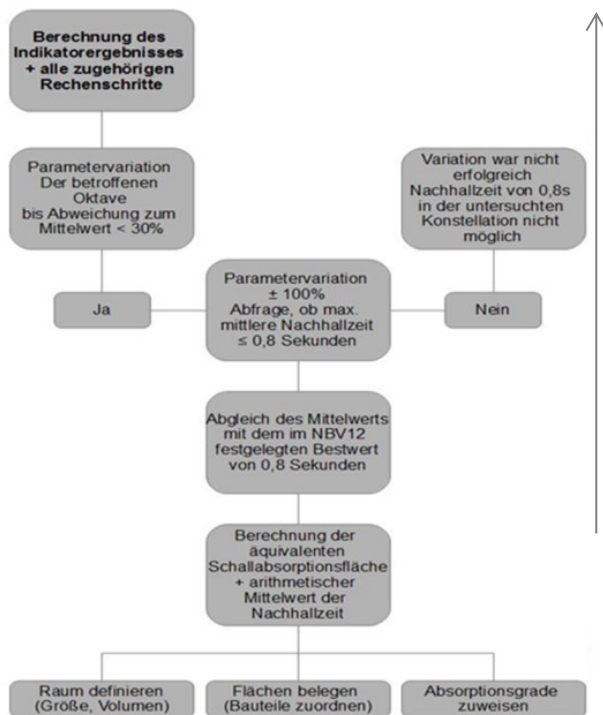 Berechnung des
Indikatorergebnisses
+ alle zugehörigen
Rechenschritte
Parametervariation
Der betroffenen
Oktave
bis Abweichung zum
Mittelwert < 30%
Variation war nicht
erfolgreich
Nachhallzeit von 0,8s
in der untersuchten
Konstellation nicht
möglich
Ja
Parametervariation
± 100%
Abfrage, ob max.
mittlere Nachhallzeit
≤ 0,8 Sekunden
Nein
Abgleich des Mittelwerts
mit dem im NBV12
festgelegten Bestwert
von 0,8 Sekunden
Berechnung der
äquivalenten
Schallabsorptionsfläche
+ arithmetischer
Mittelwert der
Nachhallzeit
Raum definieren
(Größe, Volumen)
Flächen belegen
(Bauteile zuordnen)
Absorptionsgrade
zuweisen